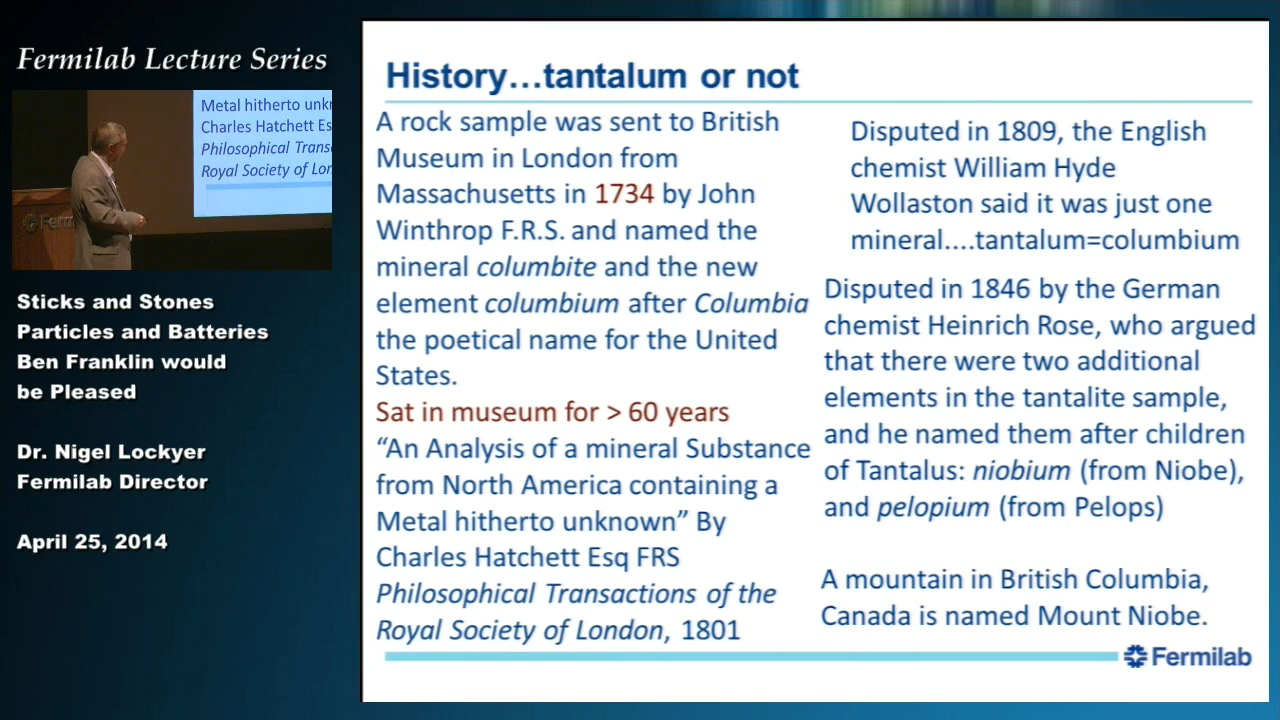 Fermilab Lecture Series
Metal hitherto unkr
Charles Hatchett Es
Philosophical Trans
Royal Society of Lon
Ferm
Sticks and Stones
Particles and Batteries
Ben Franklin would
be Pleased
Dr. Nigel Lockyer
Fermilab Director
April 25, 2014
History...tantalum or not
A rock sample was sent to British
Museum in London from
Massachusetts in 1734 by John
Winthrop F.R.S. and named the
mineral columbite and the new
element columbium after Columbia
the poetical name for the United
States.
Sat in museum for > 60 years
“An Analysis of a mineral Substance
from North America containing a
Metal hitherto unknown” By
Charles Hatchett Esq FRS
Philosophical Transactions of the
Royal Society of London, 1801
Disputed in 1809, the English
chemist William Hyde
Wollaston said it was just one
mineral....tantalum=columbium
Disputed in 1846 by the German
chemist Heinrich Rose, who argued
that there were two additional
elements in the tantalite sample,
and he named them after children
of Tantalus: niobium (from Niobe),
and pelopium (from Pelops)
A mountain in British Columbia,
Canada is named Mount Niobe.
Fermilab